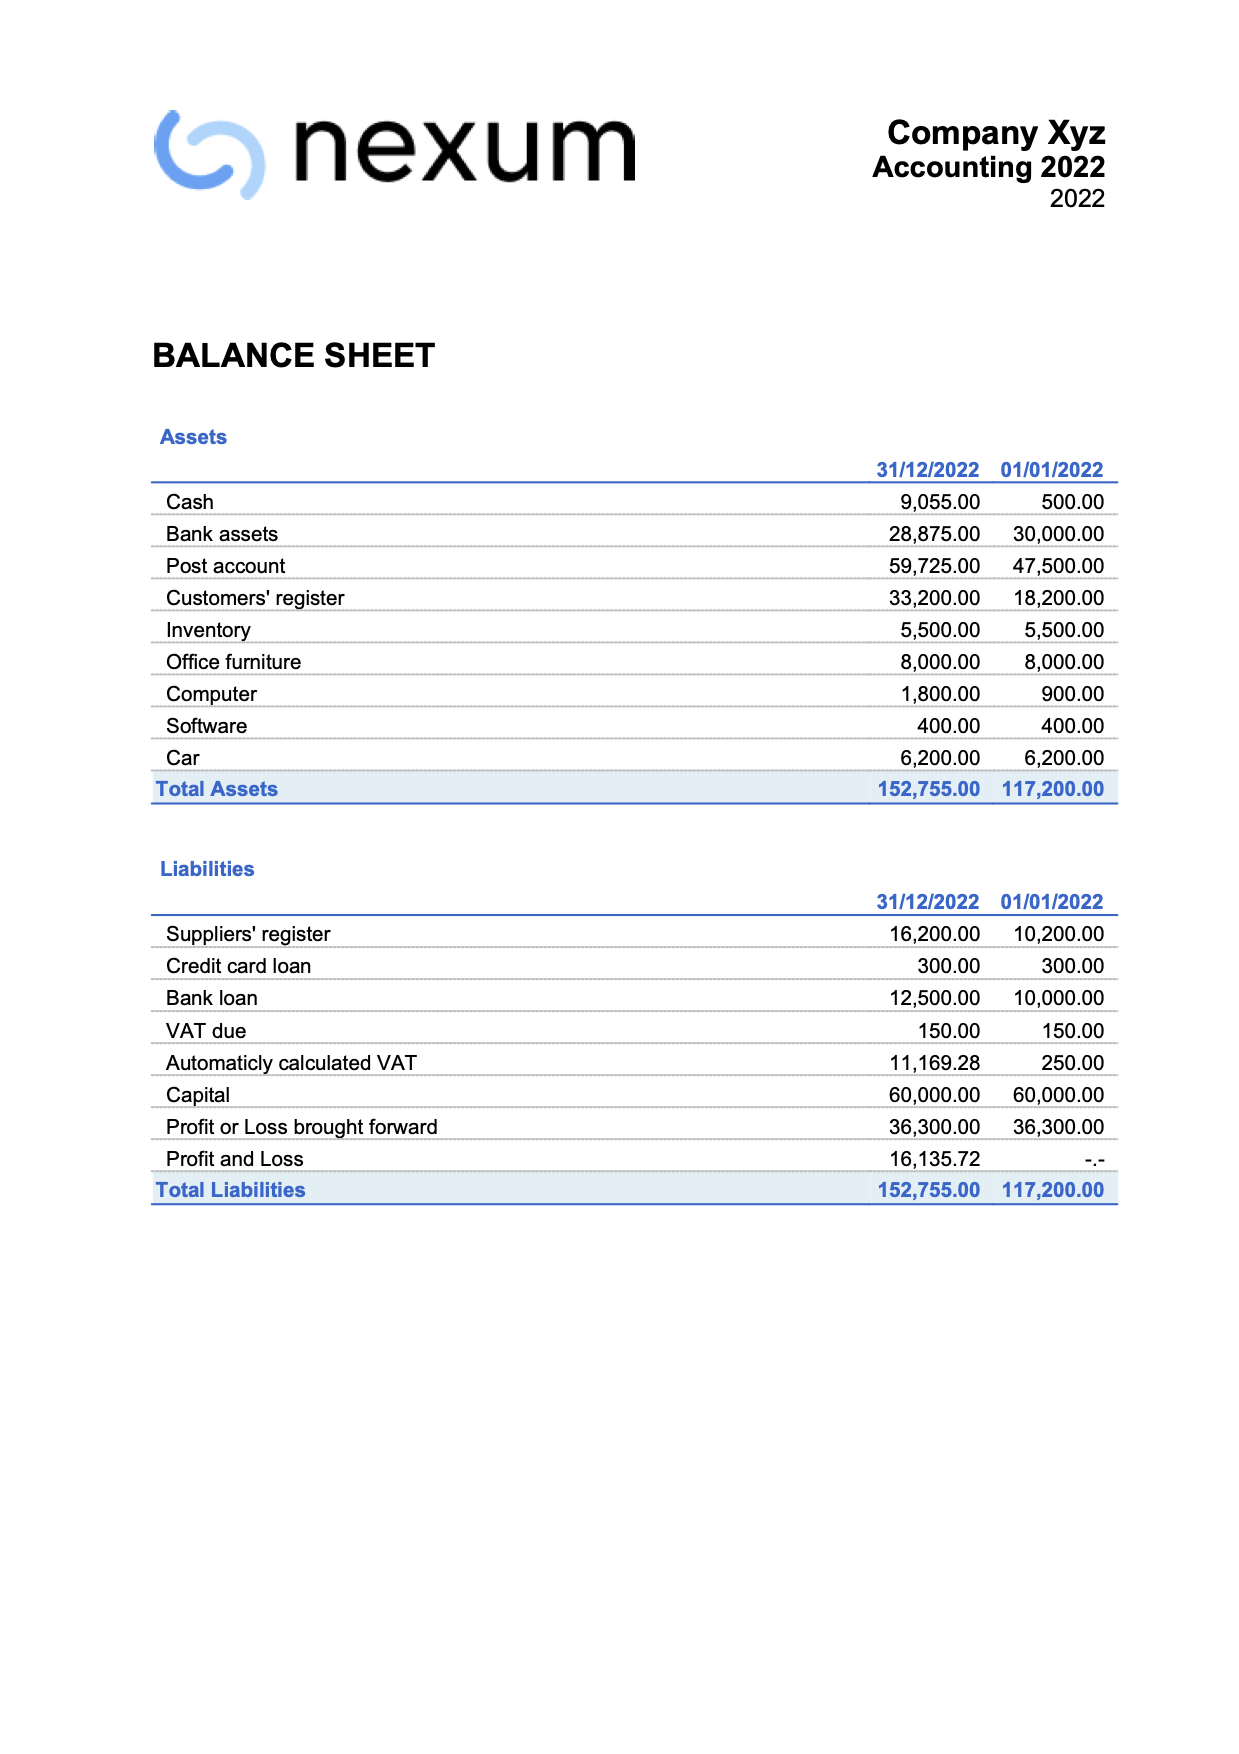 nexum
Company Xyz
Accounting 2022
2022
BALANCE SHEET
Assets
31/12/2022 01/01/2022
Cash 9,055.00 500.00
Bank assets 28,875.00 30,000.00
Post account 59,725.00 47,500.00
Customers' register 33,200.00 18,200.00
Inventory 5,500.00 5,500.00
Office furniture 8,000.00 8,000.00
Computer 1,800.00 900.00
Software 400.00 400.00
Car 6,200.00 6,200.00
Total Assets 152,755.00 117,200.00
Liabilities
31/12/2022 01/01/2022
Suppliers' register 16,200.00 10,200.00
Credit card loan 300.00 300.00
Bank loan 12,500.00 10,000.00
VAT due 150.00 150.00
Automaticly calculated VAT 11,169.28 250.00
Capital 60,000.00 60,000.00
Profit or Loss brought forward 36,300.00 36,300.00
Profit and Loss 16,135.72 -.-
Total Liabilities 152,755.00 117,200.00